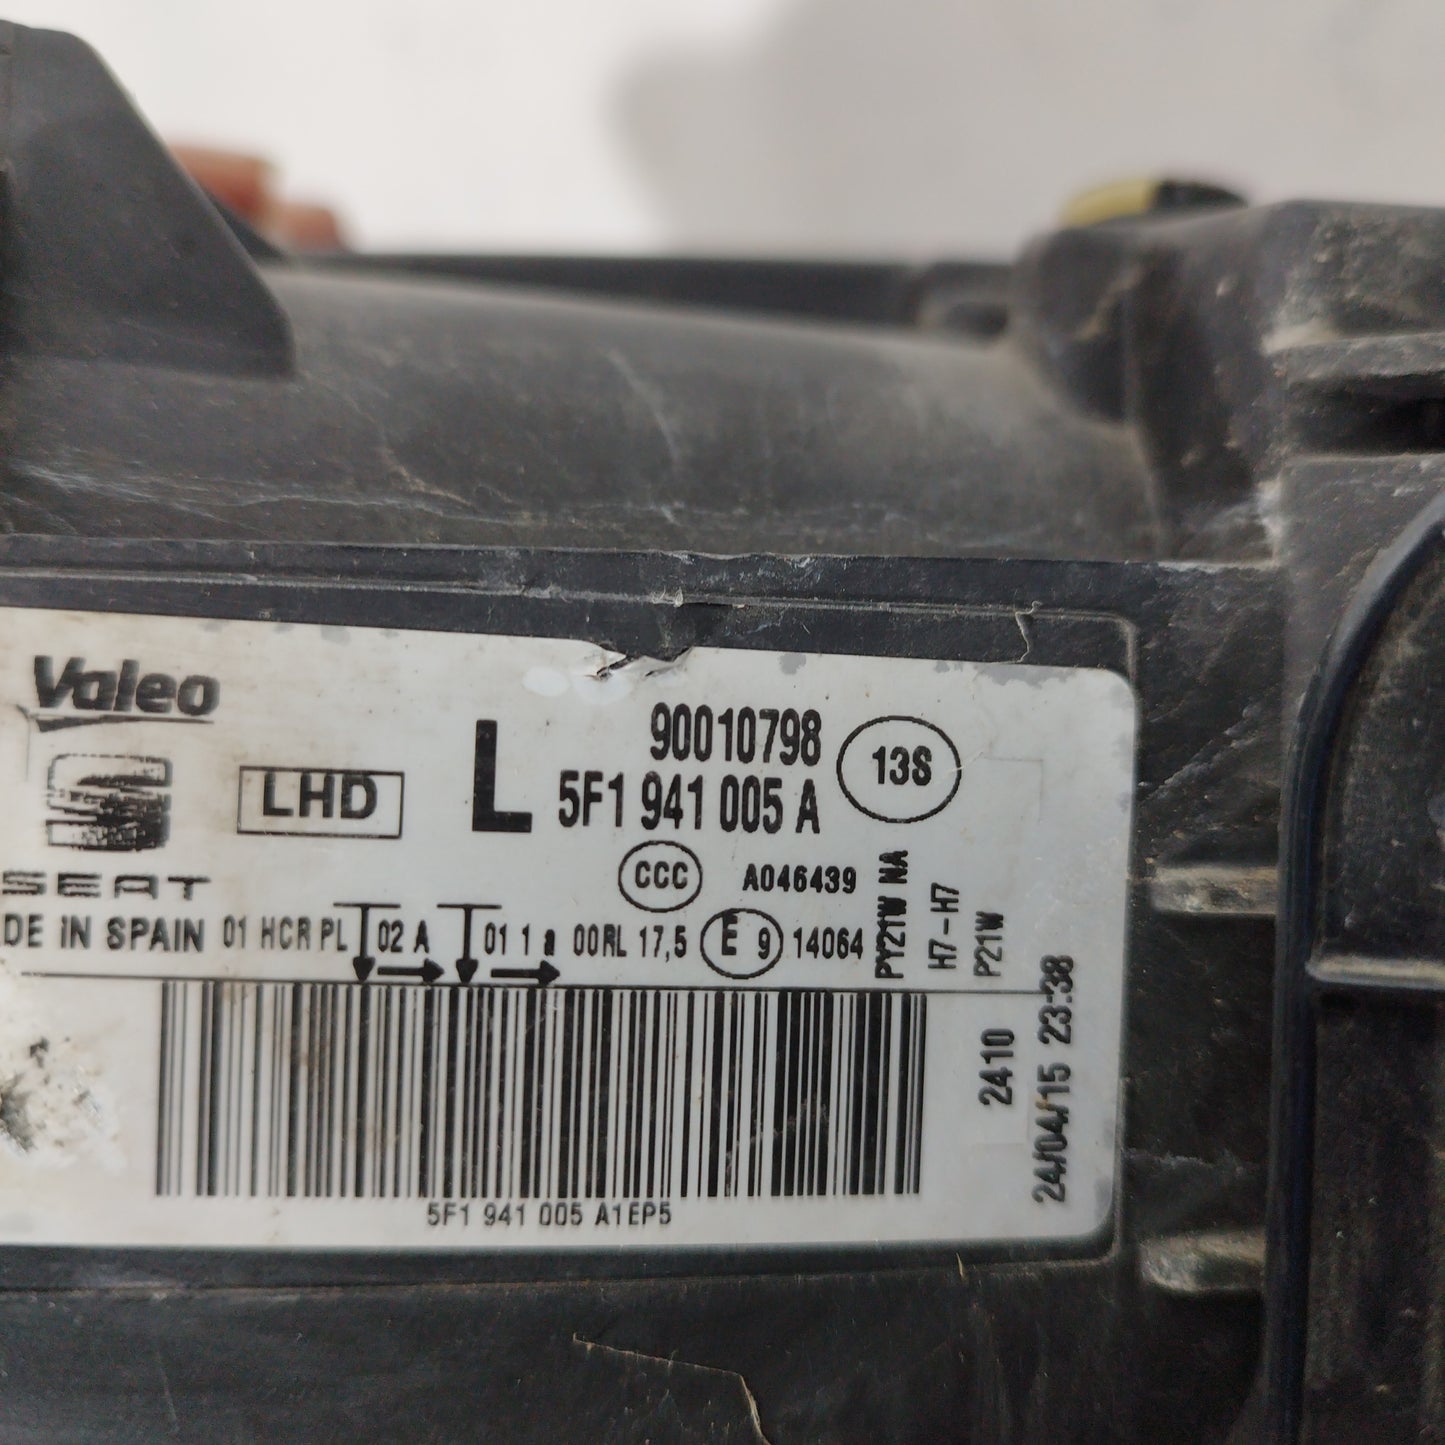 Valeo
SEAT
LHD
L
90010798
5F1 941 005 A
13S
CCC
A046439
DE IN SPAIN 01 HCR PL 02 A 01 1a 00RL 17,5 E 9 14064
PY21W NA
H7-H7
P21W
2410
24/04/15 23:38
5F1 941 005 A1EP5